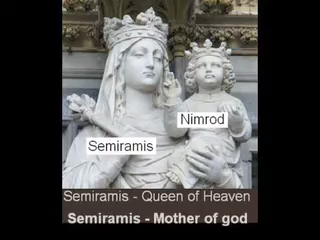 Nimrod
Semiramis
Semiramis - Queen of Heaven
Semiramis - Mother of god